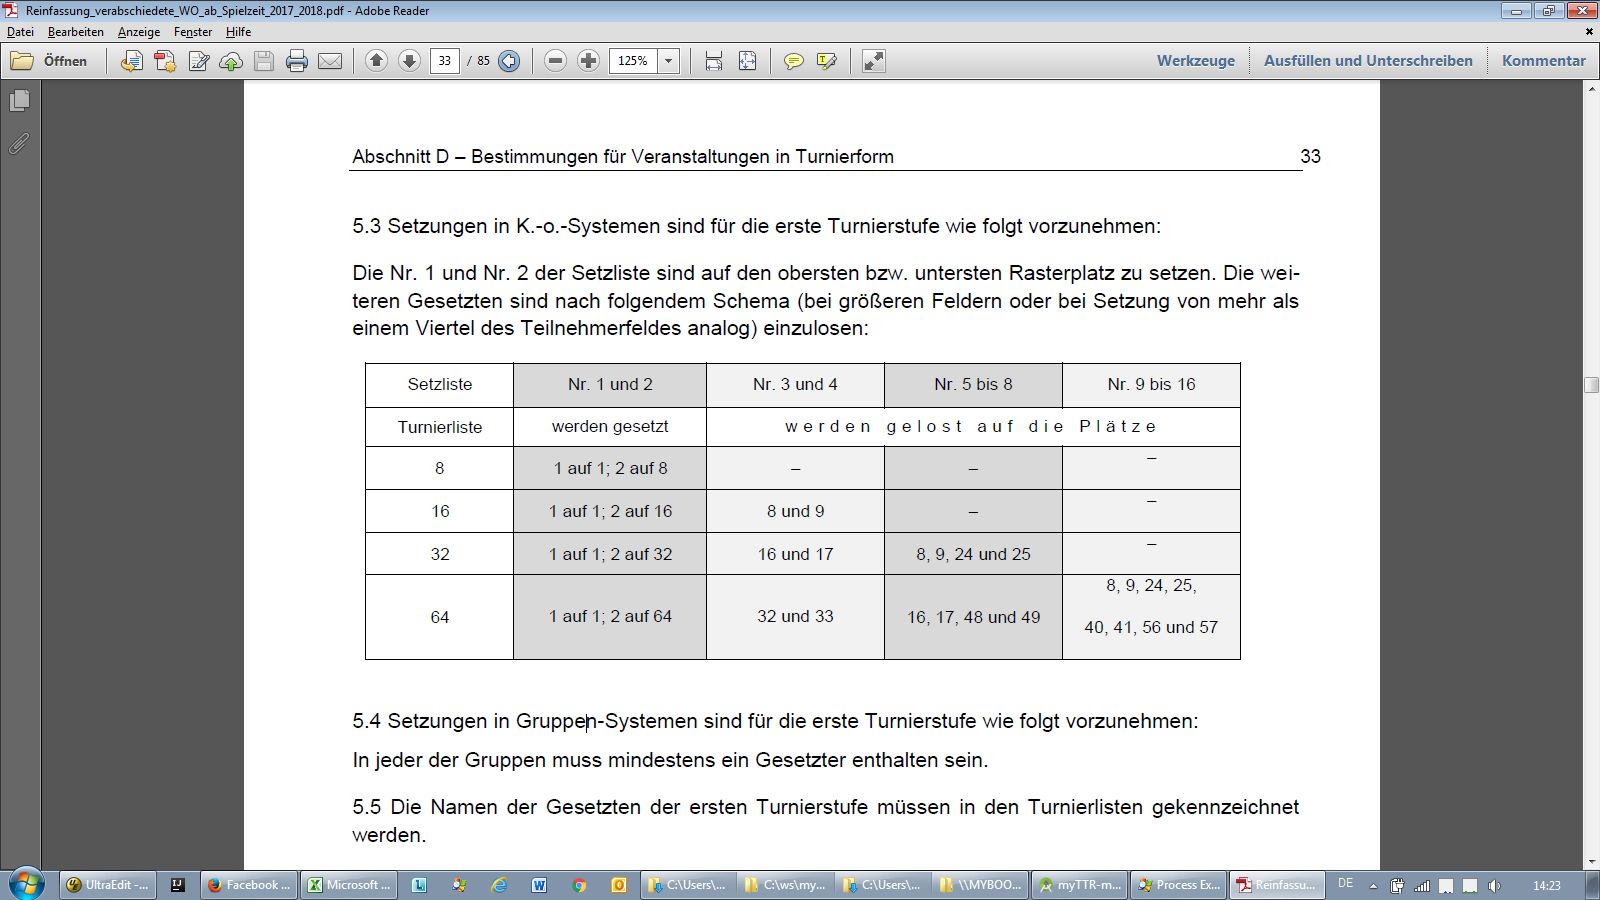 Reinfassung_verabschiedete_WO_ab_Spielzeit_2017_2018.pdf - Adobe Reader
Datei Bearbeiten Anzeige Fenster Hilfe
Öffnen 33 / 85 125% Werkzeuge Ausfüllen und Unterschreiben Kommentar
Abschnitt D – Bestimmungen für Veranstaltungen in Turnierform 33
5.3 Setzungen in K.-o.-Systemen sind für die erste Turnierstufe wie folgt vorzunehmen:
Die Nr. 1 und Nr. 2 der Setzliste sind auf den obersten bzw. untersten Rasterplatz zu setzen. Die wei-
teren Gesetzten sind nach folgendem Schema (bei größeren Feldern oder bei Setzung von mehr als
einem Viertel des Teilnehmerfeldes analog) einzulosen:
Setzliste Nr. 1 und 2 Nr. 3 und 4 Nr. 5 bis 8 Nr. 9 bis 16
Turnierliste werden gesetzt werden gelost auf die Plätze
8 1 auf 1; 2 auf 8 – – –
16 1 auf 1; 2 auf 16 8 und 9 – –
32 1 auf 1; 2 auf 32 16 und 17 8, 9, 24 und 25 –
64 1 auf 1; 2 auf 64 32 und 33 16, 17, 48 und 49 8, 9, 24, 25,
40, 41, 56 und 57
5.4 Setzungen in Gruppen-Systemen sind für die erste Turnierstufe wie folgt vorzunehmen:
In jeder der Gruppen muss mindestens ein Gesetzter enthalten sein.
5.5 Die Namen der Gesetzten der ersten Turnierstufe müssen in den Turnierlisten gekennzeichnet
werden.
UltraEdit -... Facebook ... Microsoft ... C:\Users\... C:\ws\my... C:\Users\... \\MYBOO... myTTR-m... Process Ex... Reinfassu... DE 14:23